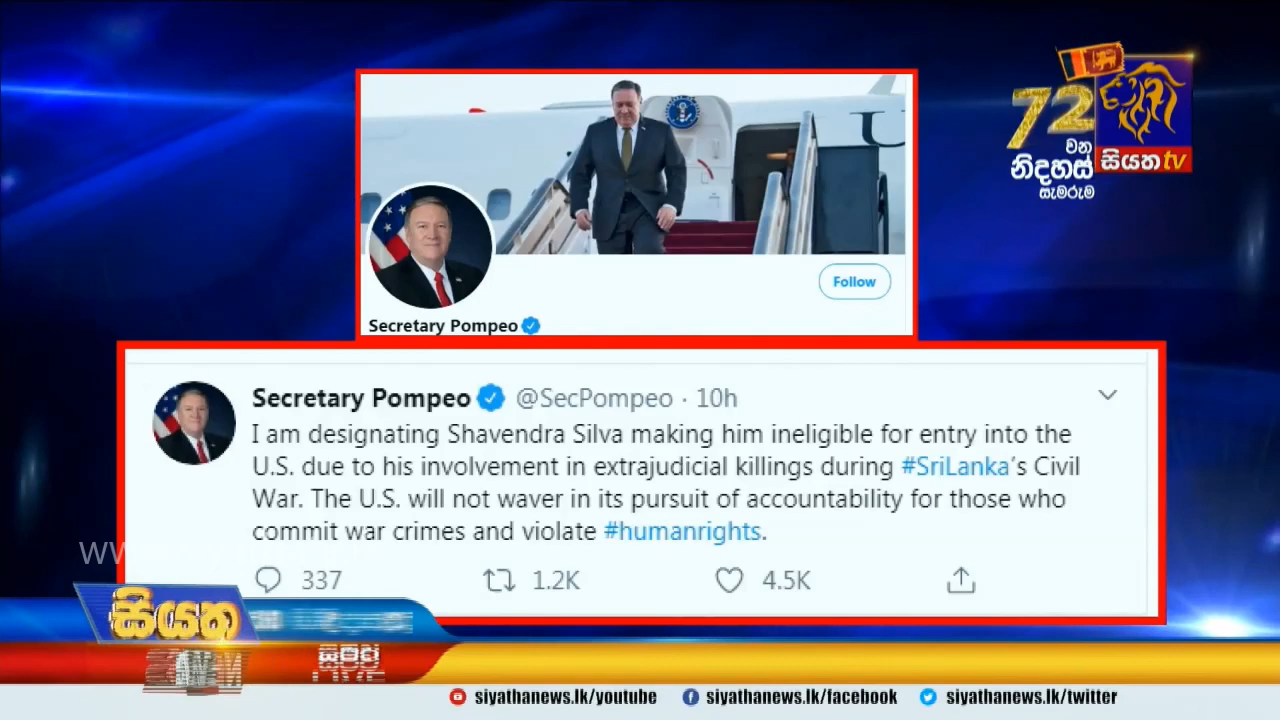 72
වන
නිදහස්
සැමරුම
සියත tv
U
Follow
Secretary Pompeo
Secretary Pompeo @SecPompeo · 10h
I am designating Shavendra Silva making him ineligible for entry into the
U.S. due to his involvement in extrajudicial killings during #SriLanka's Civil
War. The U.S. will not waver in its pursuit of accountability for those who
commit war crimes and violate #humanrights.
337 1.2K 4.5K
සියත
siyathanews.lk/youtube siyathanews.lk/facebook siyathanews.lk/twitter